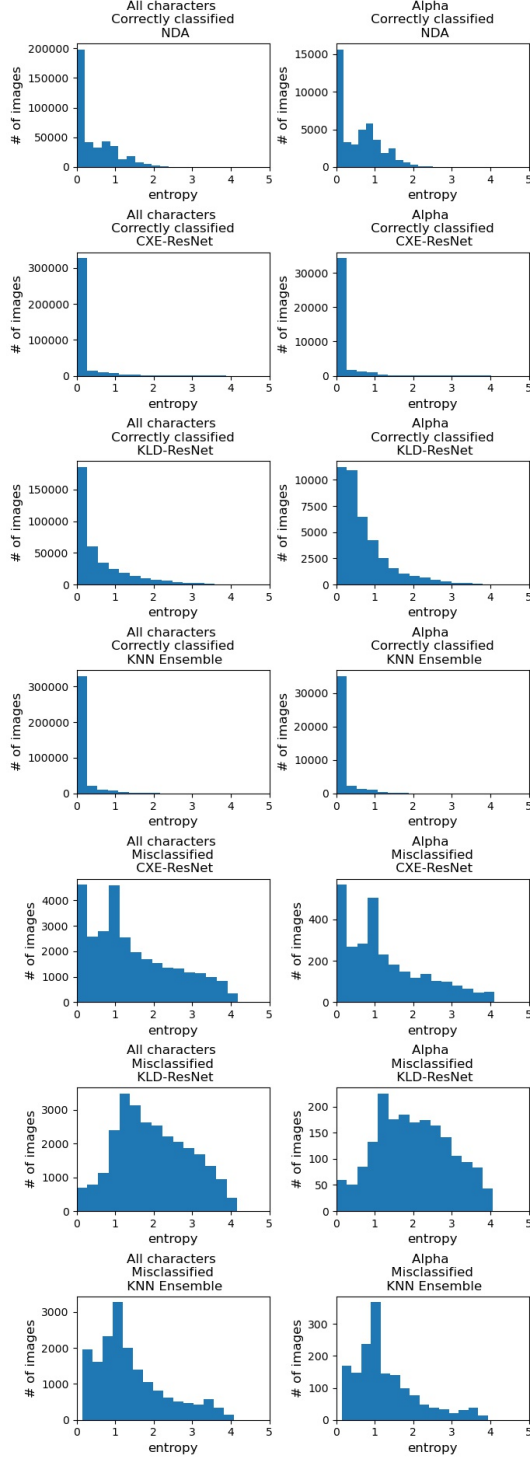 All characters
Correctly classified
NDA
# of images
200000
150000
100000
50000
0
0 1 2 3 4 5
entropy
Alpha
Correctly classified
NDA
# of images
15000
10000
5000
0
0 1 2 3 4 5
entropy
All characters
Correctly classified
CXE-ResNet
# of images
300000
200000
100000
0
0 1 2 3 4 5
entropy
Alpha
Correctly classified
CXE-ResNet
# of images
30000
20000
10000
0
0 1 2 3 4 5
entropy
All characters
Correctly classified
KLD-ResNet
# of images
150000
100000
50000
0
0 1 2 3 4 5
entropy
Alpha
Correctly classified
KLD-ResNet
# of images
10000
7500
5000
2500
0
0 1 2 3 4 5
entropy
All characters
Correctly classified
KNN Ensemble
# of images
300000
200000
100000
0
0 1 2 3 4 5
entropy
Alpha
Correctly classified
KNN Ensemble
# of images
30000
20000
10000
0
0 1 2 3 4 5
entropy
All characters
Misclassified
CXE-ResNet
# of images
4000
3000
2000
1000
0
0 1 2 3 4 5
entropy
Alpha
Misclassified
CXE-ResNet
# of images
400
200
0
0 1 2 3 4 5
entropy
All characters
Misclassified
KLD-ResNet
# of images
3000
2000
1000
0
0 1 2 3 4 5
entropy
Alpha
Misclassified
KLD-ResNet
# of images
200
150
100
50
0
0 1 2 3 4 5
entropy
All characters
Misclassified
KNN Ensemble
# of images
3000
2000
1000
0
0 1 2 3 4 5
entropy
Alpha
Misclassified
KNN Ensemble
# of images
300
200
100
0
0 1 2 3 4 5
entropy